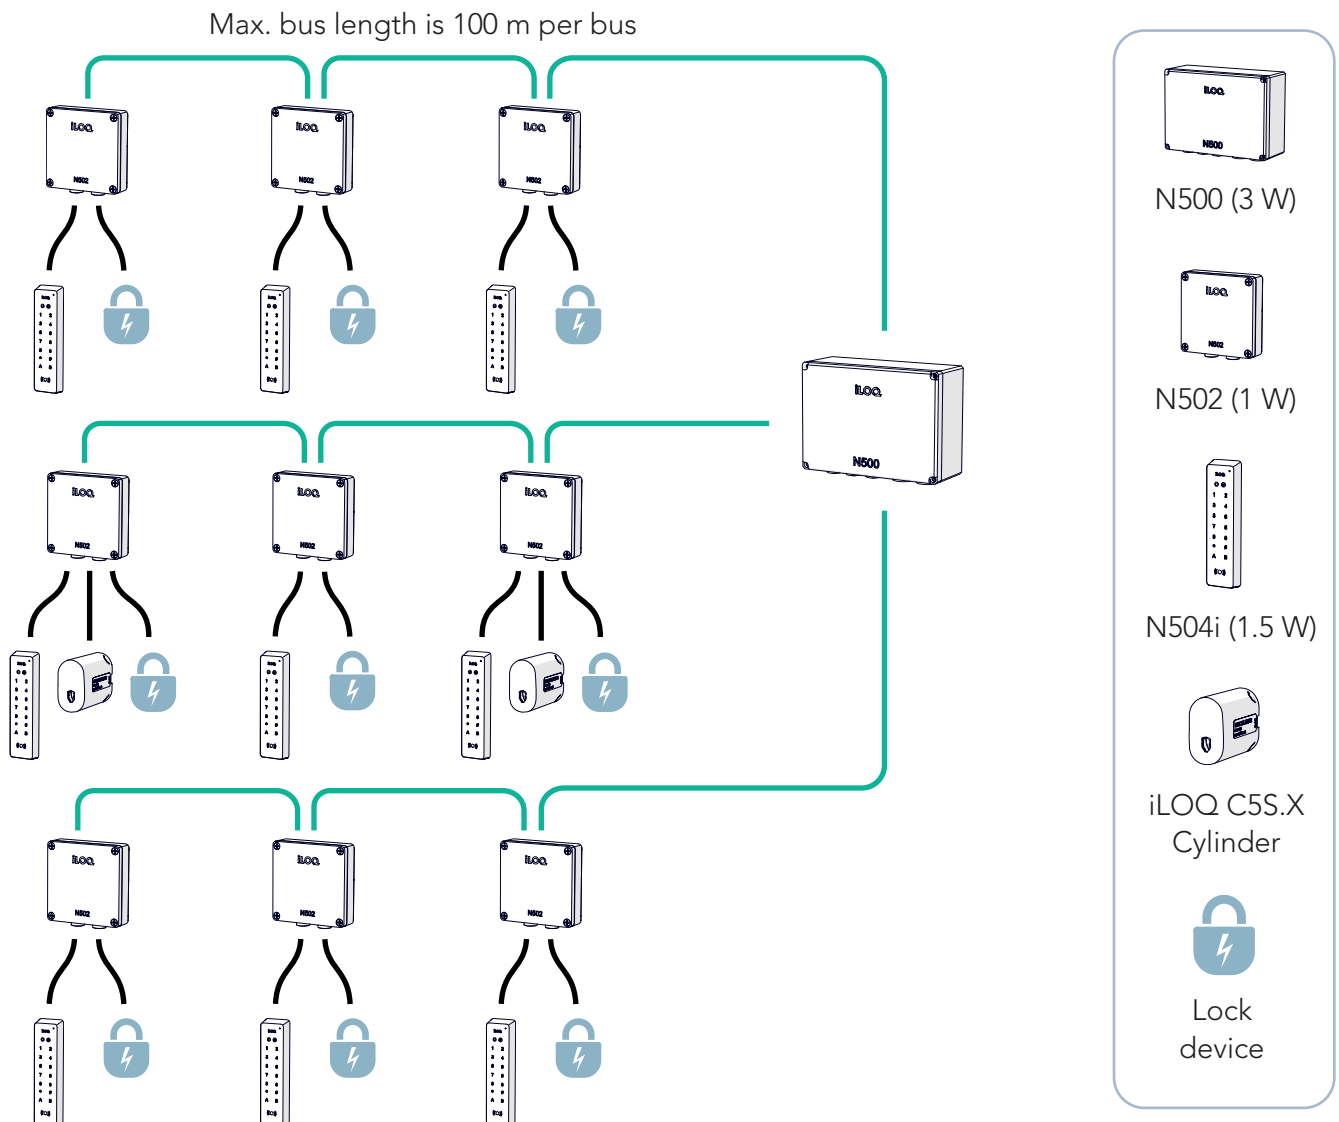 Max. bus length is 100 m per bus
iLOQ
N502
iLOQ
N502
iLOQ
N502
iLOQ
N500
iLOQ
N502
iLOQ
N502
iLOQ
N502
iLOQ
N502
iLOQ
N502
iLOQ
N502
iLOQ
N500
N500 (3 W)
iLOQ
N502
N502 (1 W)
N504i (1.5 W)
iLOQ C5S.X
Cylinder
Lock
device